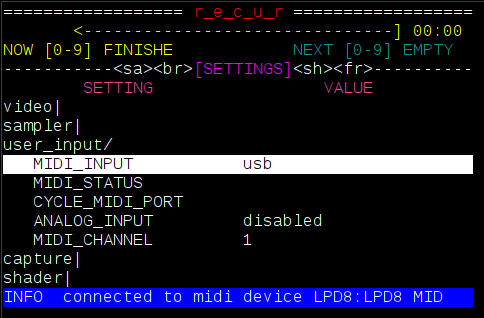 ================== r_e_c_u_r ==================
<-------------------------------] 00:00
NOW [0-9] FINISHE NEXT [0-9] EMPTY
-----------<sa><br>[SETTINGS]<sh><fr>----------
SETTING VALUE
video|
sampler|
user_input/
MIDI_INPUT usb
MIDI_STATUS
CYCLE_MIDI_PORT
ANALOG_INPUT disabled
MIDI_CHANNEL 1
capture|
shader|
INFO connected to midi device LPD8:LPD8 MID